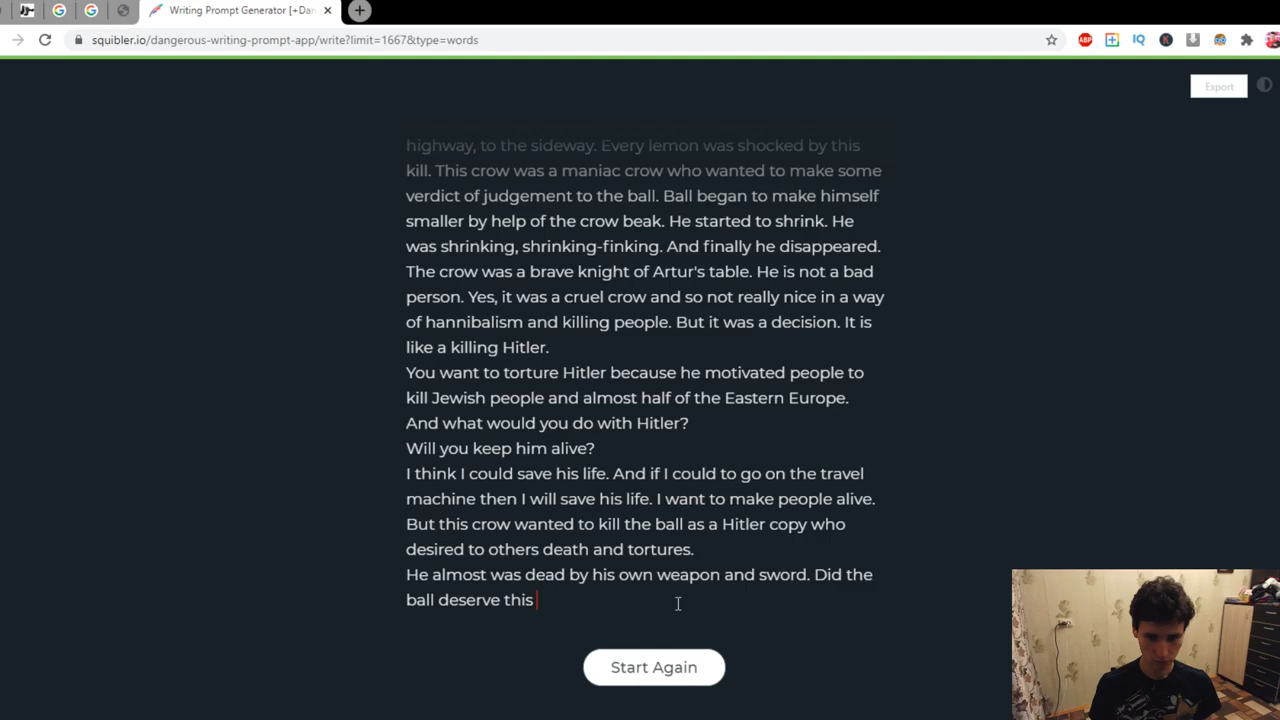 Writing Prompt Generator [+Dan
squibler.io/dangerous-writing-prompt-app/write?limit=1667&type=words
ABP
IQ
K
Export
highway, to the sideway. Every lemon was shocked by this
kill. This crow was a maniac crow who wanted to make some
verdict of judgement to the ball. Ball began to make himself
smaller by help of the crow beak. He started to shrink. He
was shrinking, shrinking-finking. And finally he disappeared.
The crow was a brave knight of Artur's table. He is not a bad
person. Yes, it was a cruel crow and so not really nice in a way
of hannibalism and killing people. But it was a decision. It is
like a killing Hitler.
You want to torture Hitler because he motivated people to
kill Jewish people and almost half of the Eastern Europe.
And what would you do with Hitler?
Will you keep him alive?
I think I could save his life. And if I could to go on the travel
machine then I will save his life. I want to make people alive.
But this crow wanted to kill the ball as a Hitler copy who
desired to others death and tortures.
He almost was dead by his own weapon and sword. Did the
ball deserve this
Start Again